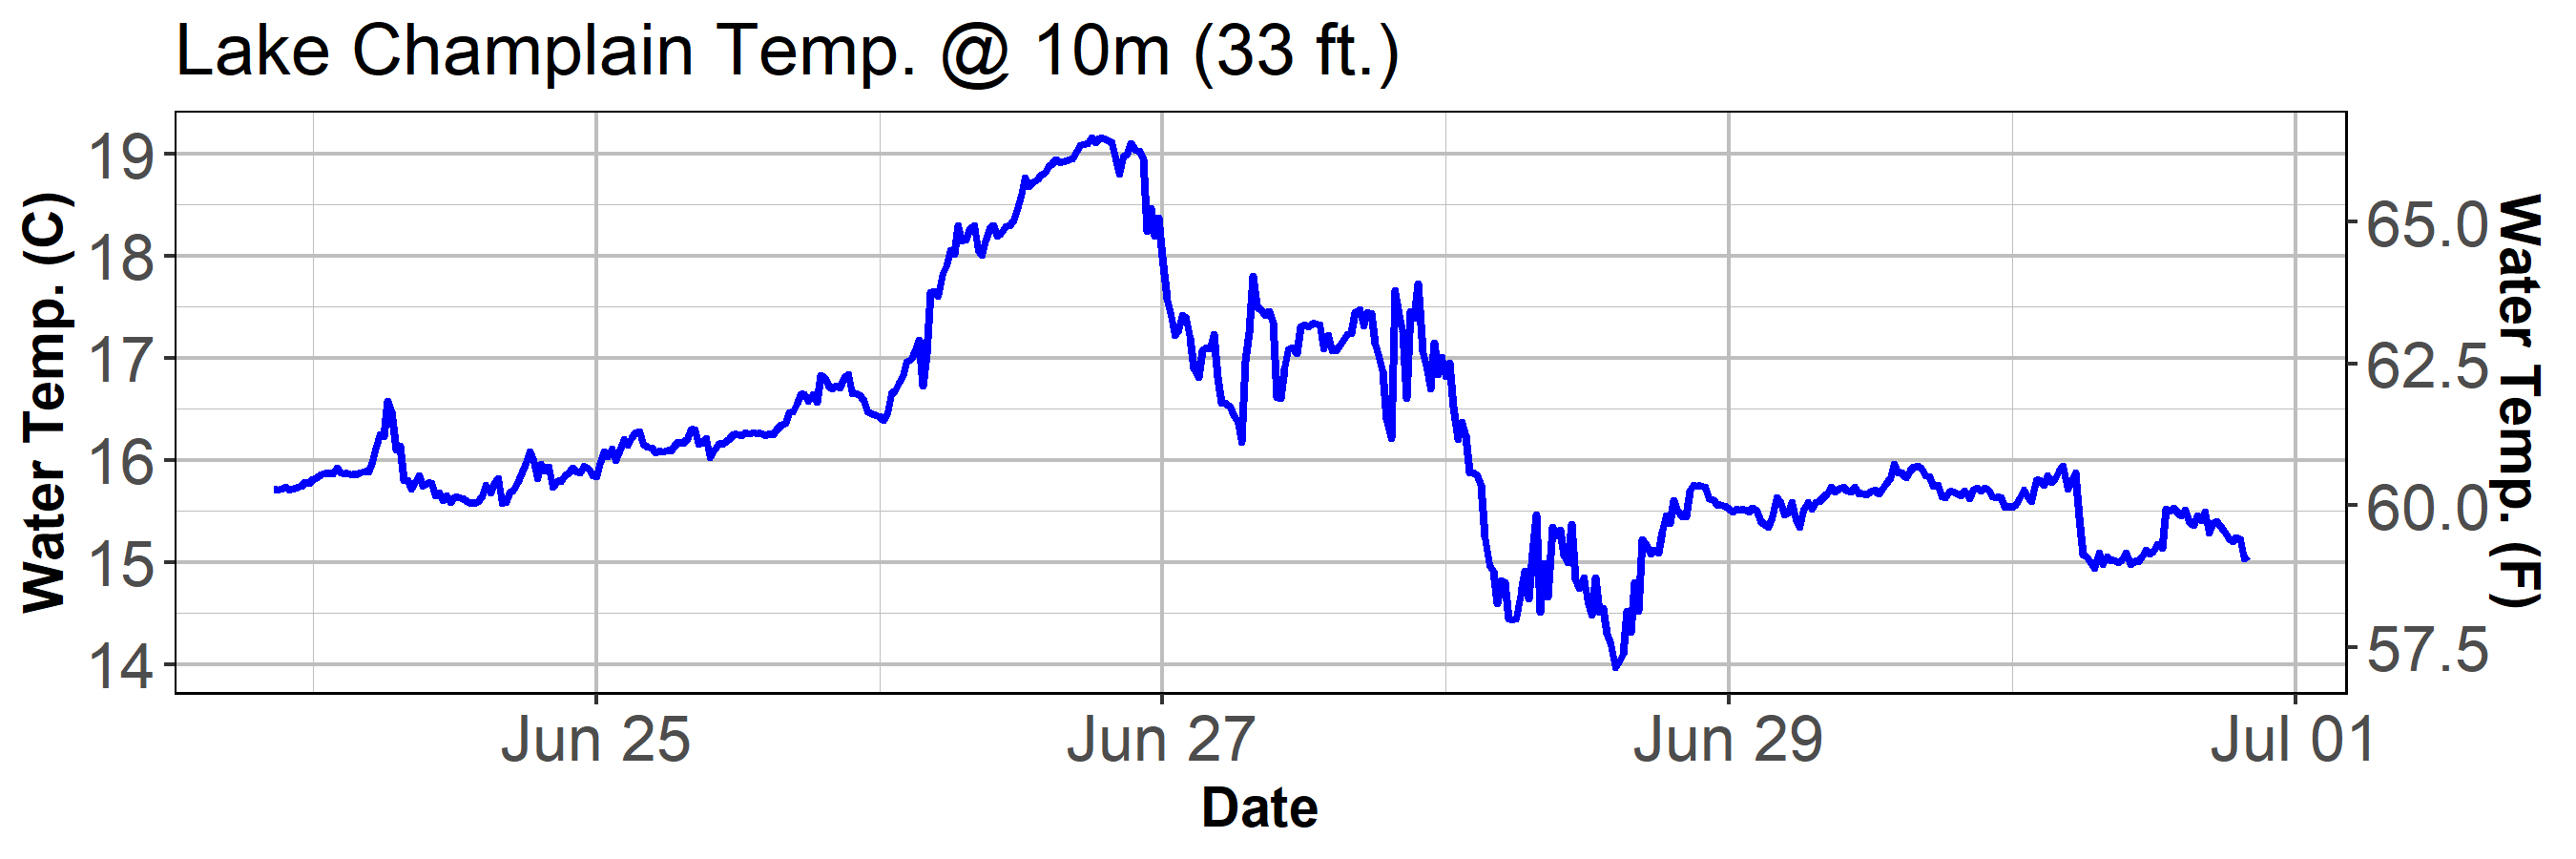 Lake Champlain Temp. @ 10m (33 ft.)
Water Temp. (C)
19
18
17
16
15
14
65.0
62.5
60.0
57.5
Water Temp. (F)
Jun 25 Jun 27 Jun 29 Jul 01
Date